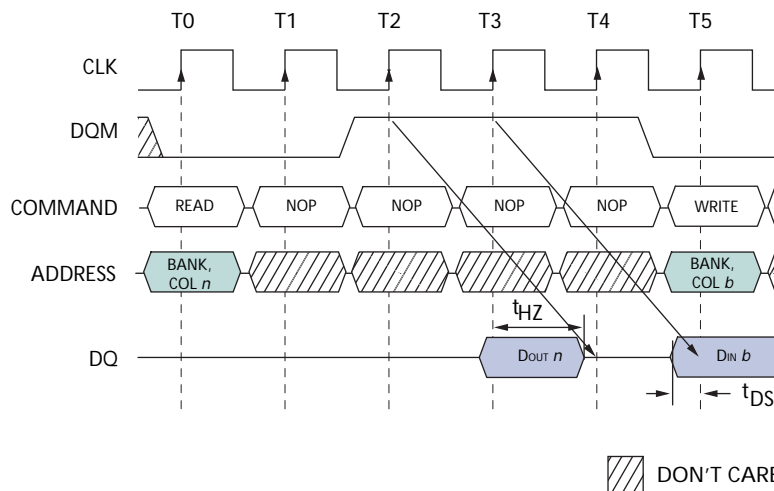 T0 T1 T2 T3 T4 T5
CLK
DQM
COMMAND READ NOP NOP NOP NOP WRITE
ADDRESS BANK, COL n BANK, COL b
tHZ
DQ DOUT n DIN b
tDS
DON'T CARE